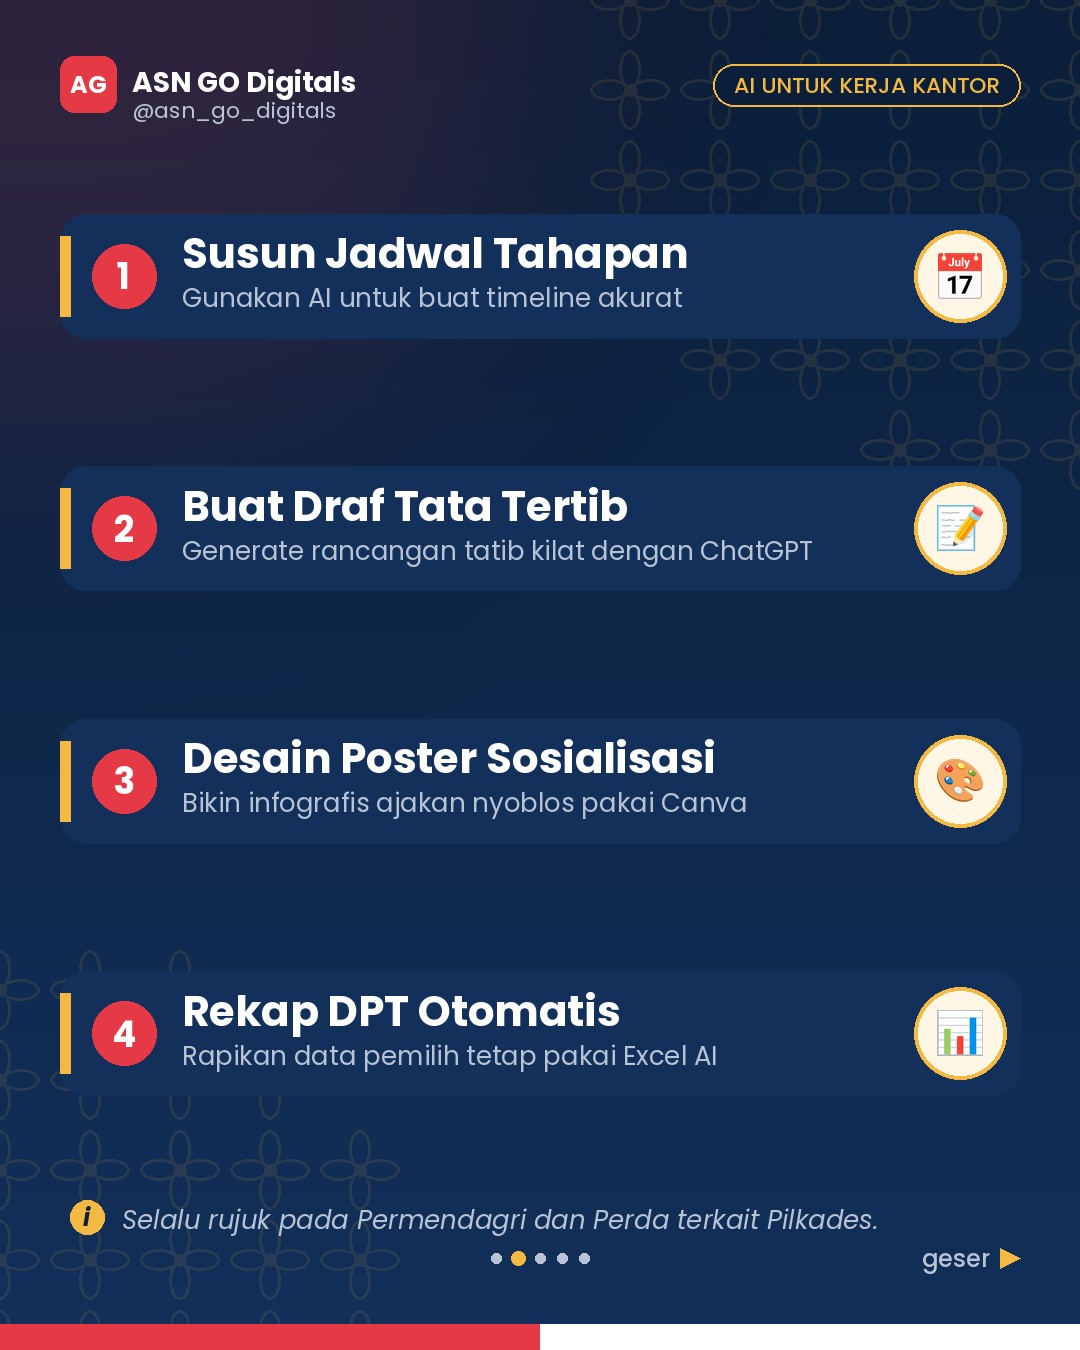 AG
ASN GO Digitals
@asn_go_digitals
AI UNTUK KERJA KANTOR
1
Susun Jadwal Tahapan
Gunakan AI untuk buat timeline akurat
July
17
2
Buat Draf Tata Tertib
Generate rancangan tatib kilat dengan ChatGPT
3
Desain Poster Sosialisasi
Bikin infografis ajakan nyoblos pakai Canva
4
Rekap DPT Otomatis
Rapikan data pemilih tetap pakai Excel AI
i
Selalu rujuk pada Permendagri dan Perda terkait Pilkades.
geser